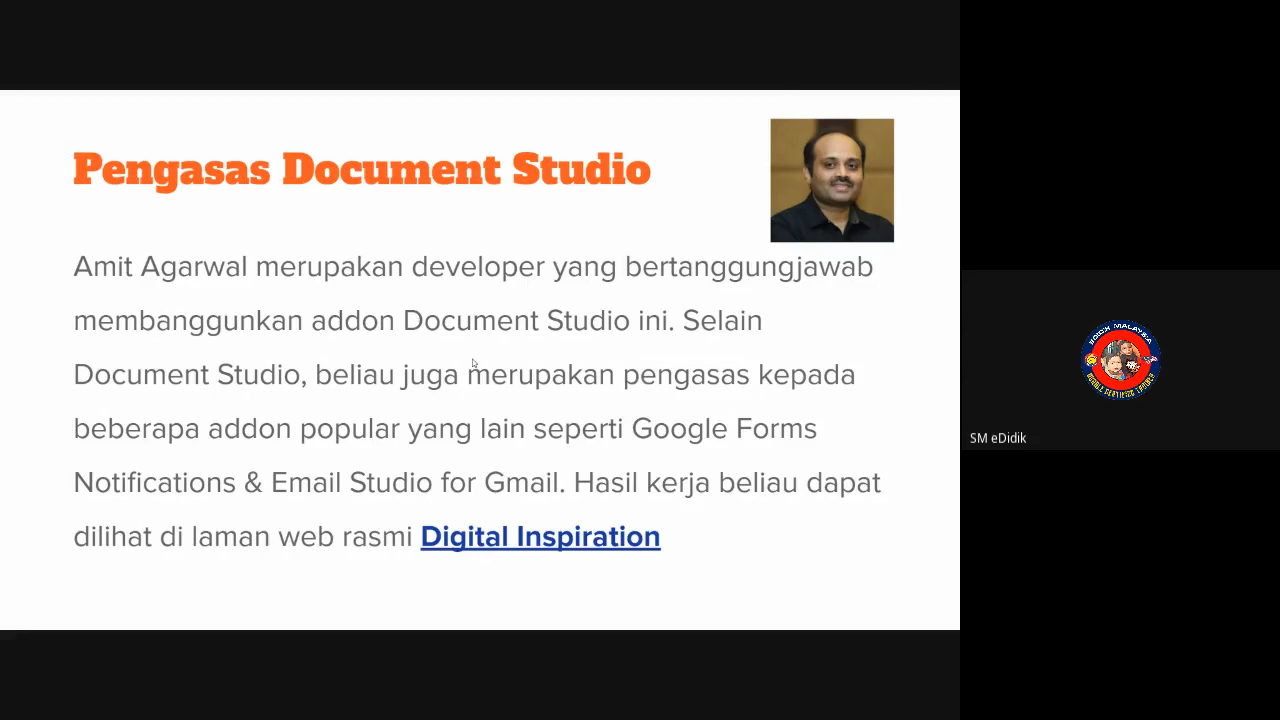 Pengasas Document Studio
Amit Agarwal merupakan developer yang bertanggungjawab
membanggunkan addon Document Studio ini. Selain
Document Studio, beliau juga merupakan pengasas kepada
beberapa addon popular yang lain seperti Google Forms
Notifications & Email Studio for Gmail. Hasil kerja beliau dapat
dilihat di laman web rasmi Digital Inspiration
SM eDidik